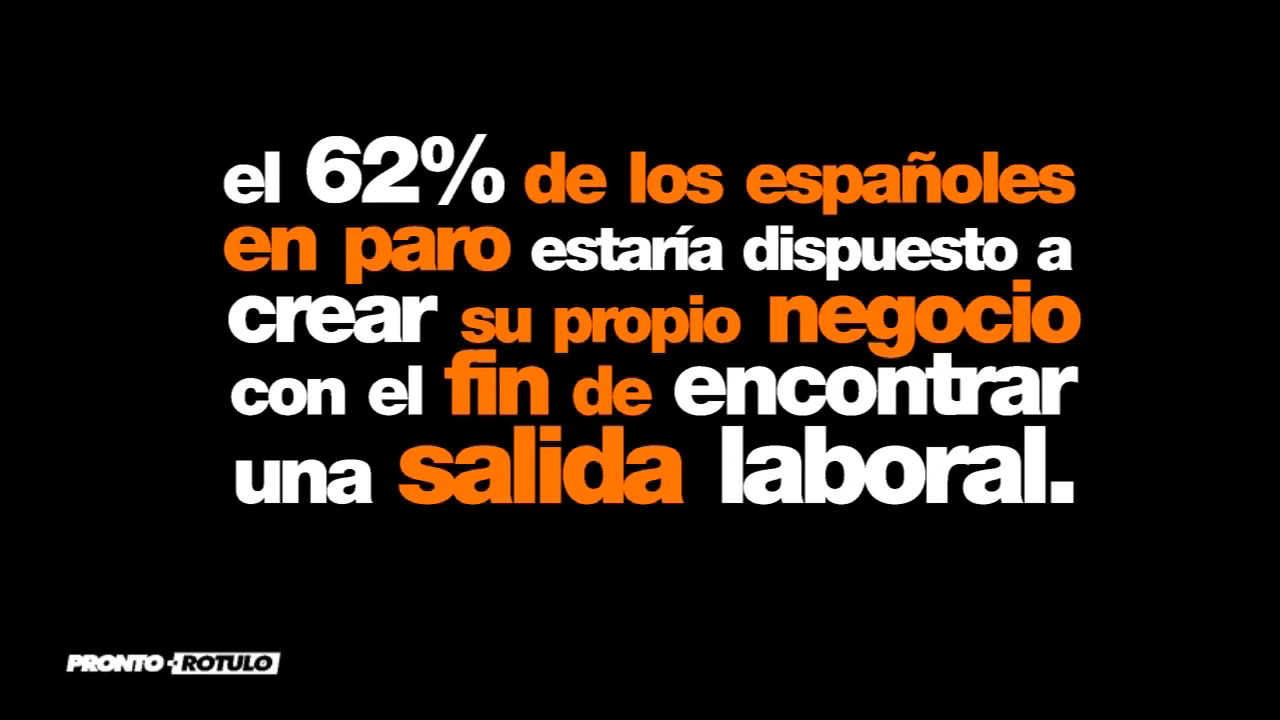 el 62% de los españoles
en paro estaría dispuesto a
crear su propio negocio
con el fin de encontrar
una salida laboral.
PRONTO ROTULO